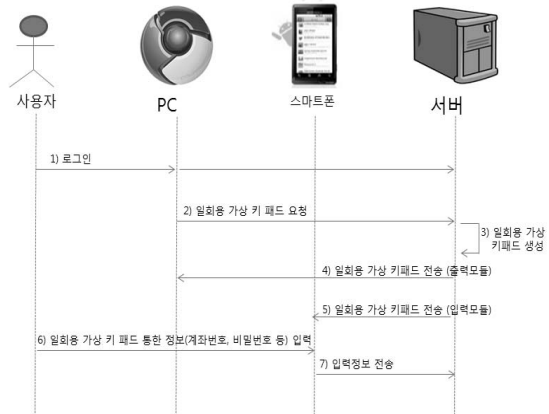 사용자
PC
스마트폰
서버
1) 로그인
2) 일회용 가상 키 패드 요청
3) 일회용 가상
키패드 생성
4) 일회용 가상 키패드 전송 (출력모듈)
5) 일회용 가상 키패드 전송 (입력모듈)
6) 일회용 가상 키 패드 통한 정보(계좌번호, 비밀번호 등) 입력
7) 입력정보 전송